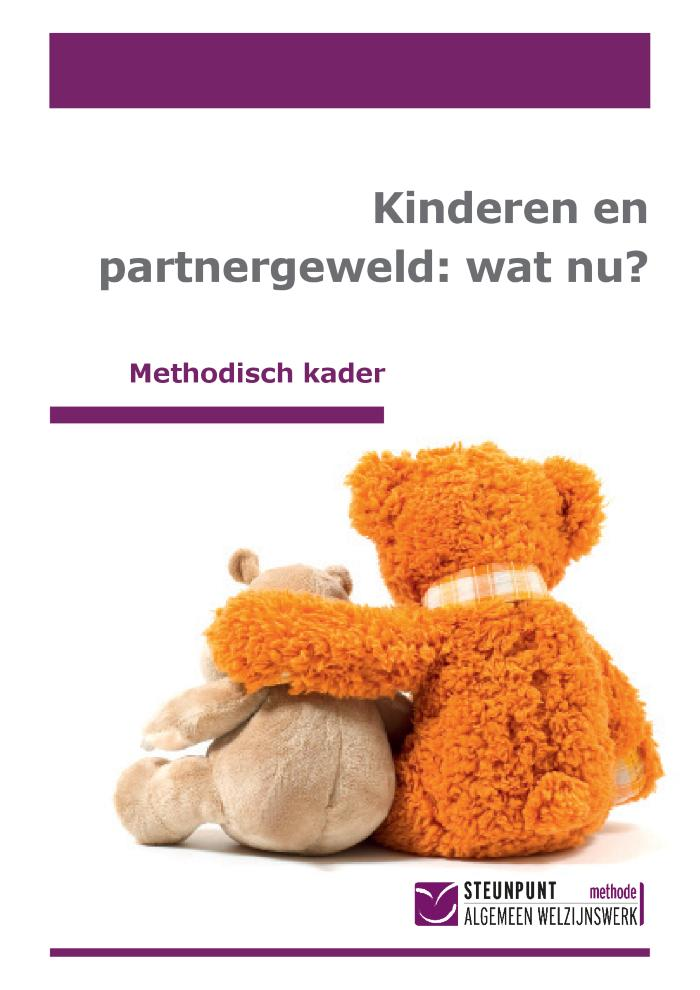 Kinderen en
partnergeweld: wat nu?
Methodisch kader
STEUNPUNT methode
ALGEMEEN WELZIJNSWERK